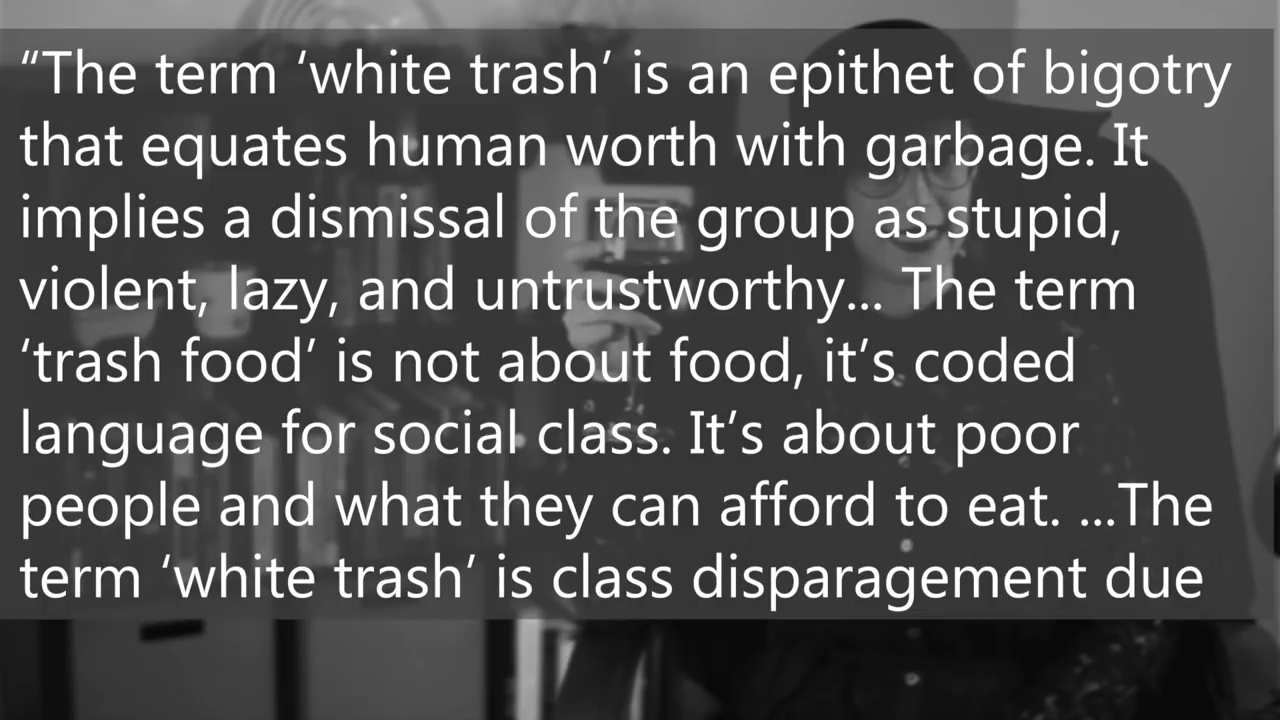 “The term ‘white trash’ is an epithet of bigotry
that equates human worth with garbage. It
implies a dismissal of the group as stupid,
violent, lazy, and untrustworthy... The term
‘trash food’ is not about food, it’s coded
language for social class. It’s about poor
people and what they can afford to eat. ...The
term ‘white trash’ is class disparagement due